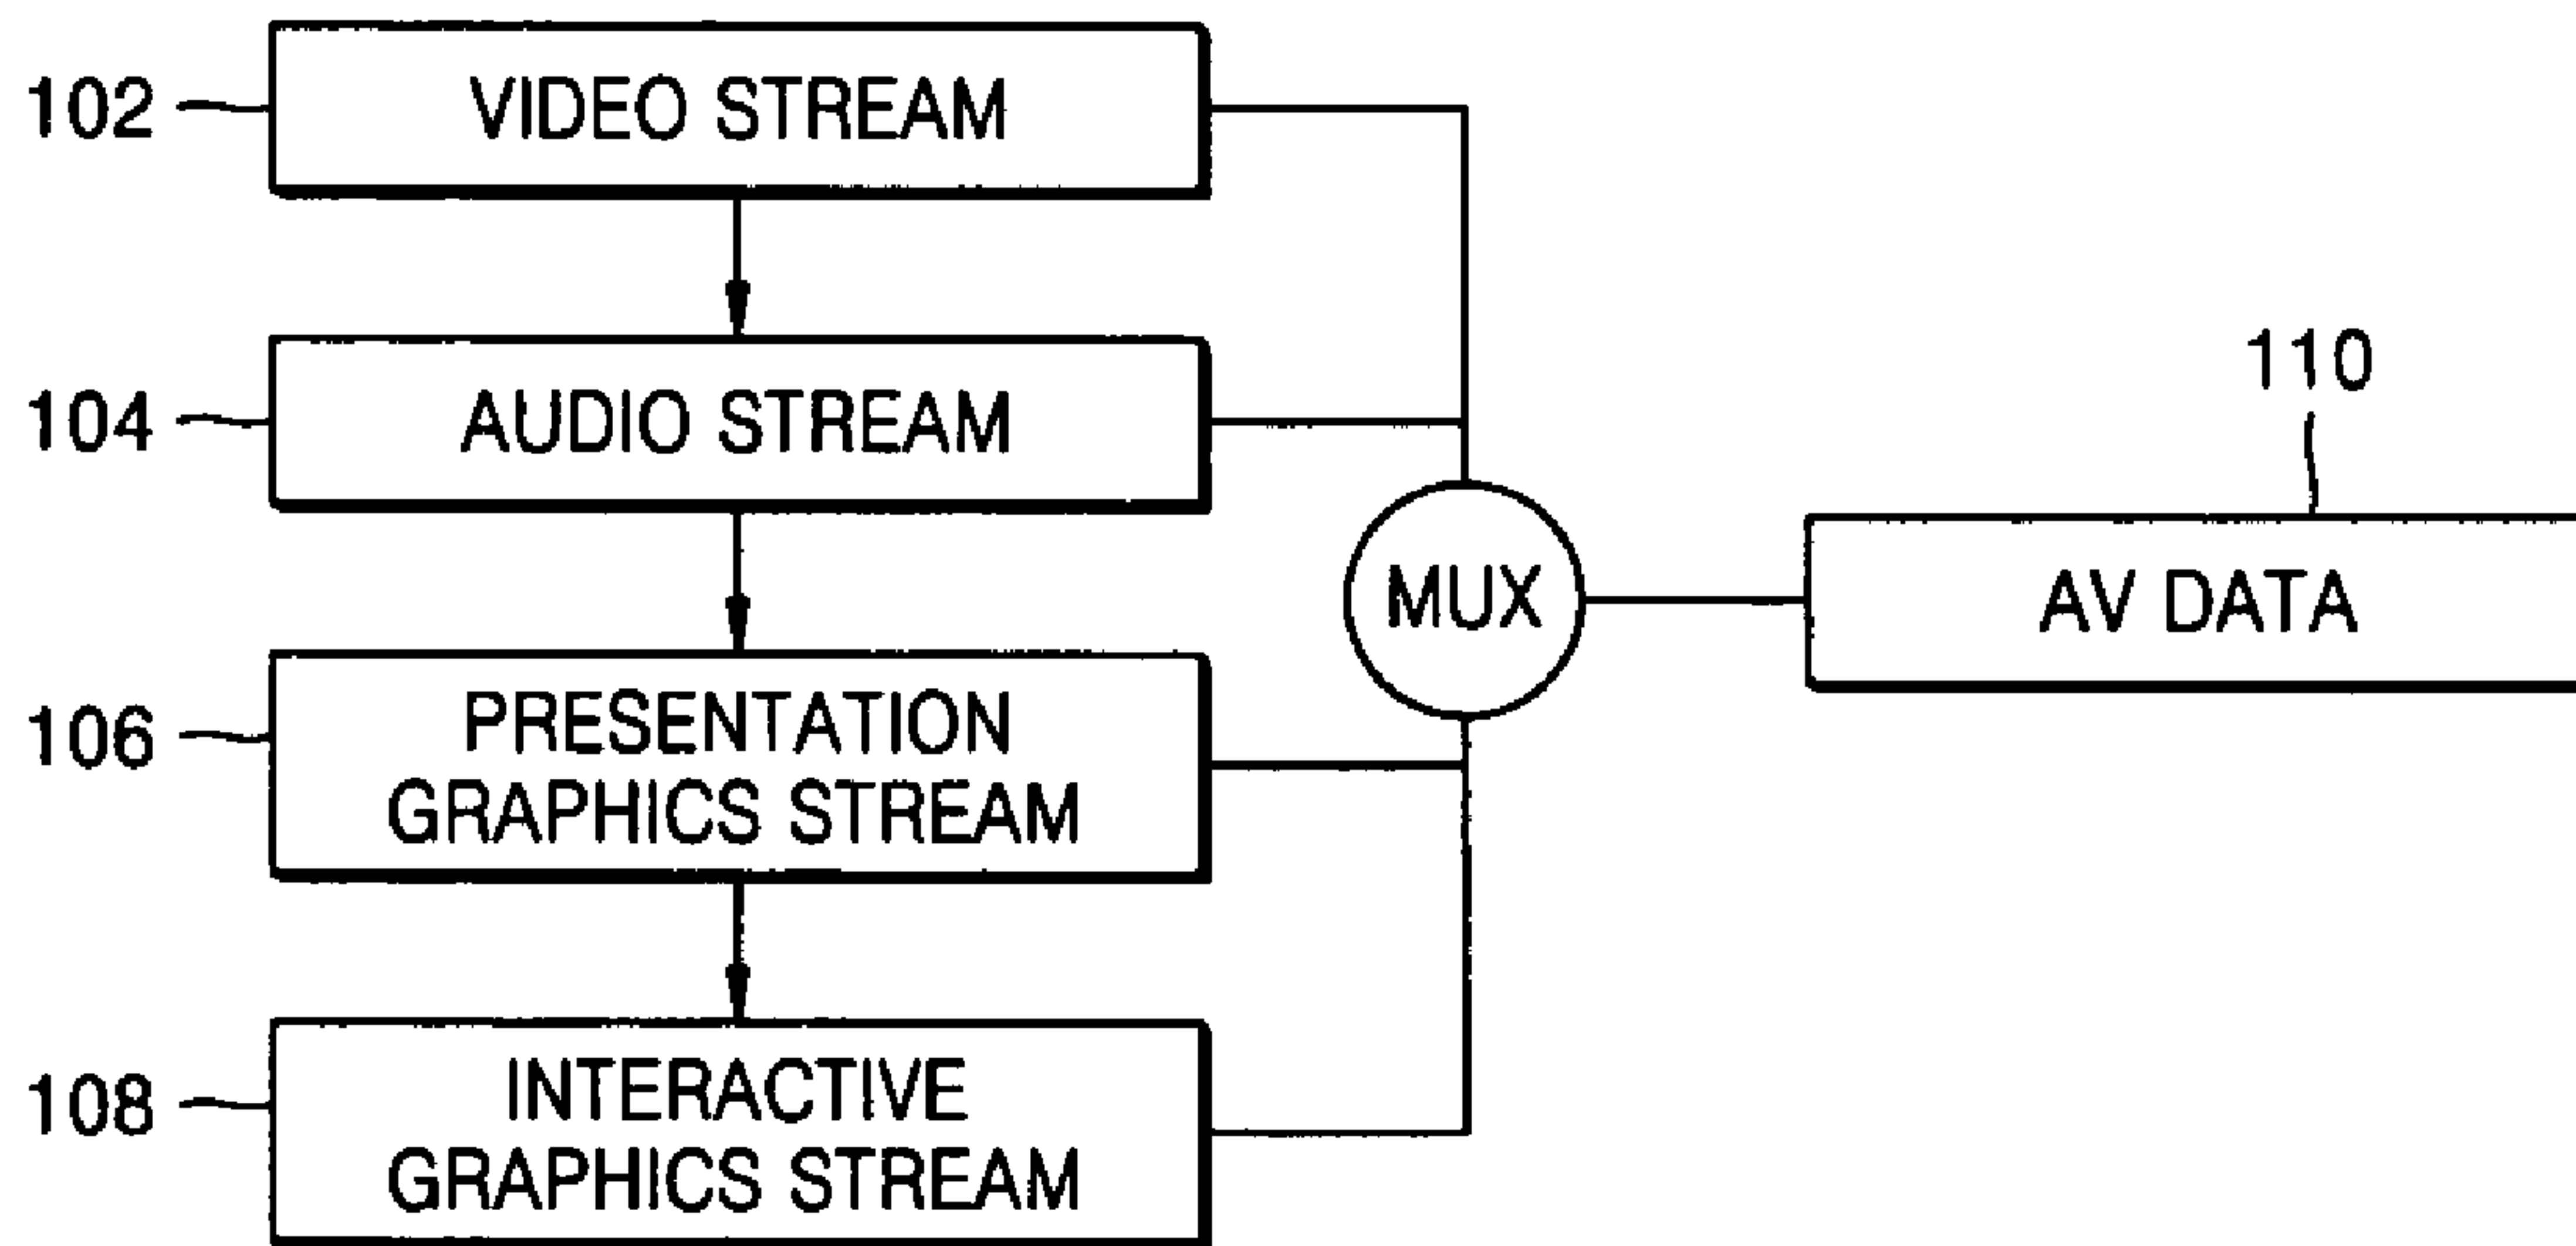 102
VIDEO STREAM
104
AUDIO STREAM
110
MUX
AV DATA
106
PRESENTATION
GRAPHICS STREAM
108
INTERACTIVE
GRAPHICS STREAM